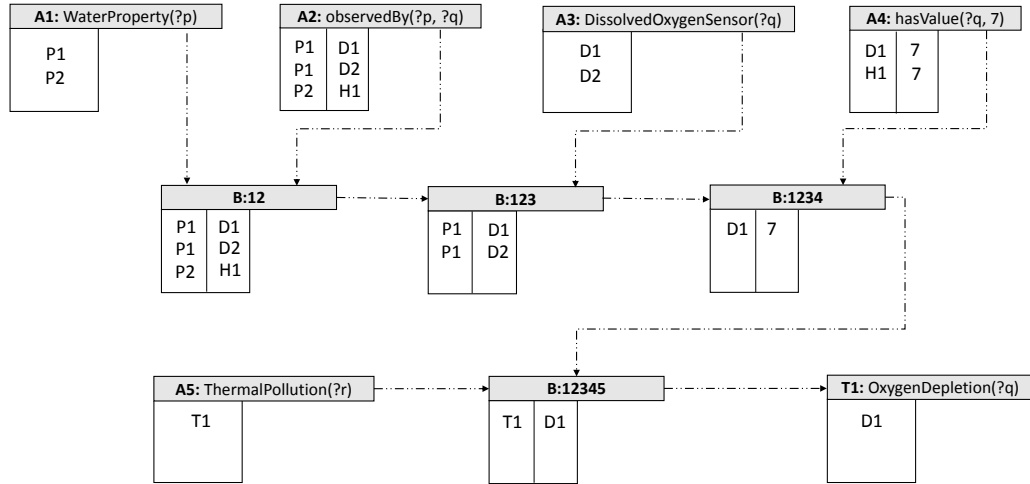 A1: WaterProperty(?p)
P1
P2
A2: observedBy(?p, ?q)
P1 D1
P1 D2
P2 H1
A3: DissolvedOxygenSensor(?q)
D1
D2
A4: hasValue(?q, 7)
D1 7
H1 7
B:12
P1 D1
P1 D2
P2 H1
B:123
P1 D1
P1 D2
B:1234
D1 7
A5: ThermalPollution(?r)
T1
B:12345
T1 D1
T1: OxygenDepletion(?q)
D1